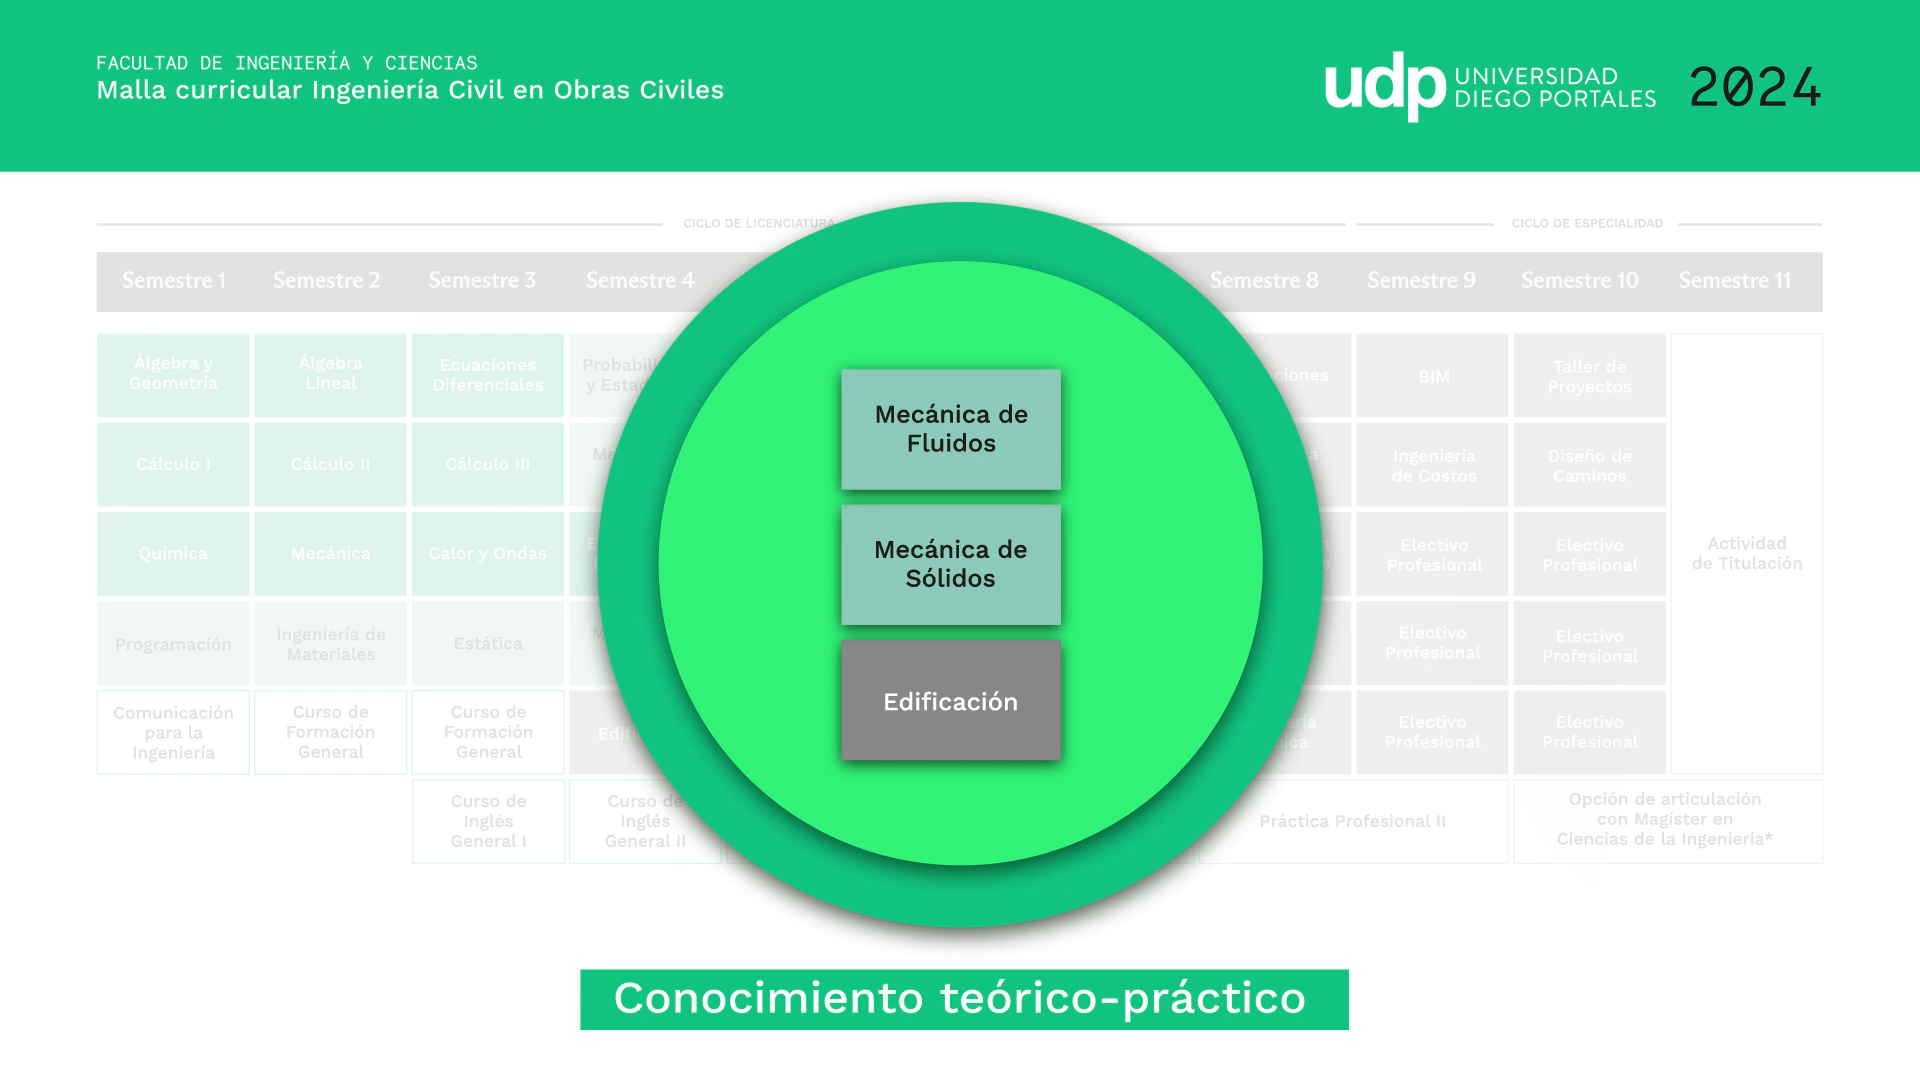 FACULTAD DE INGENIERÍA Y CIENCIAS
Malla curricular Ingeniería Civil en Obras Civiles
udp UNIVERSIDAD
DIEGO PORTALES
2024
CICLO DE LICENCIATURA
CICLO DE ESPECIALIDAD
Semestre 1
Semestre 2
Semestre 3
Semestre 4
Semestre 8
Semestre 9
Semestre 10
Semestre 11
Álgebra y
Geometría
Álgebra
Lineal
Ecuaciones
Diferenciales
BIM
Taller de
Proyectos
Cálculo I
Cálculo II
Cálculo III
Ingeniería
de Costos
Diseño de
Caminos
Química
Mecánica
Calor y Ondas
Electivo
Profesional
Electivo
Profesional
Actividad
de Titulación
Programación
Ingeniería de
Materiales
Estática
Electivo
Profesional
Electivo
Profesional
Comunicación
para la
Ingeniería
Curso de
Formación
General
Curso de
Formación
General
Electivo
Profesional
Electivo
Profesional
Curso de
Inglés
General I
Curso de
Inglés
General II
Práctica Profesional II
Opción de articulación
con Magíster en
Ciencias de la Ingeniería*
Mecánica de
Fluidos
Mecánica de
Sólidos
Edificación
Conocimiento teórico-práctico